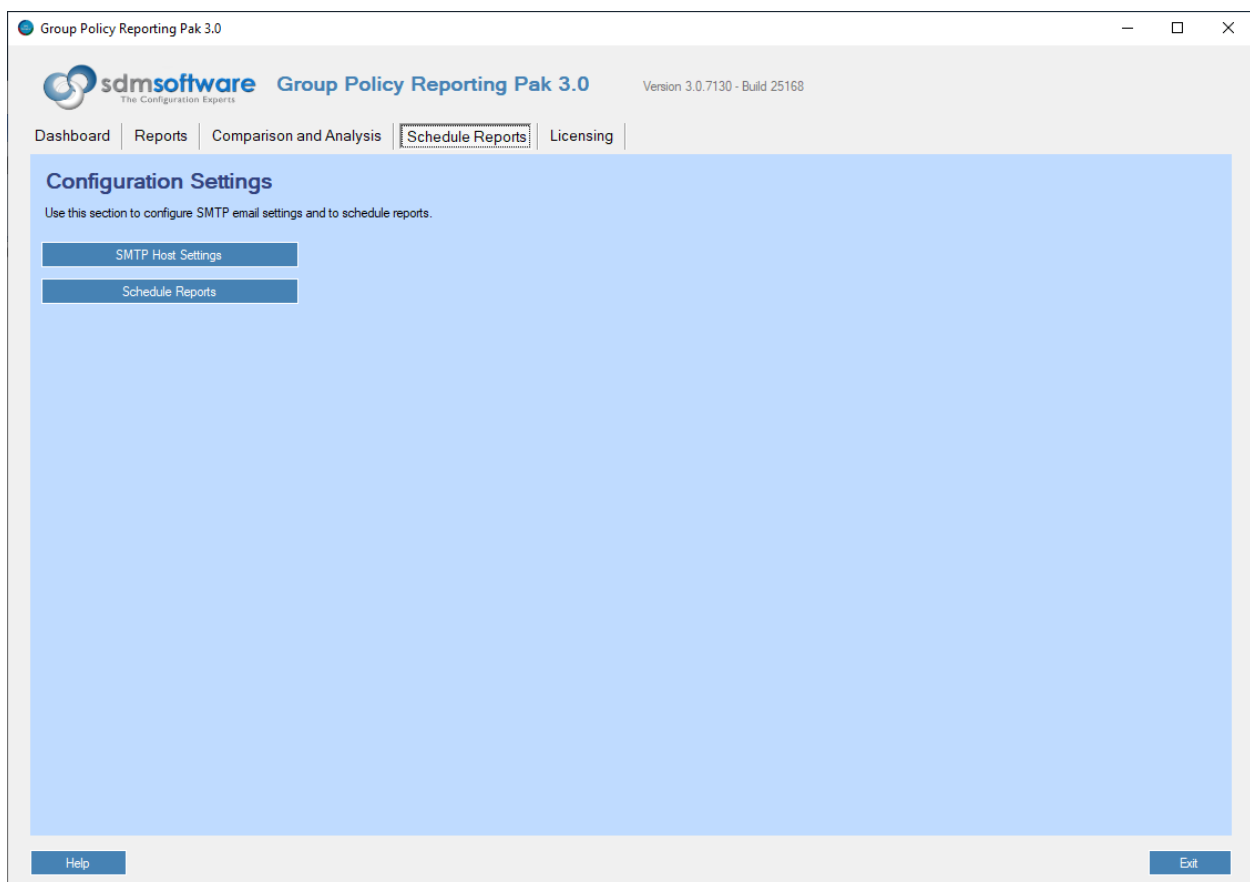 Group Policy Reporting Pak 3.0
sdmsoftware Group Policy Reporting Pak 3.0 Version 3.0.7130 - Build 25168
The Configuration Experts
Dashboard Reports Comparison and Analysis Schedule Reports Licensing
Configuration Settings
Use this section to configure SMTP email settings and to schedule reports.
SMTP Host Settings
Schedule Reports
Help Exit